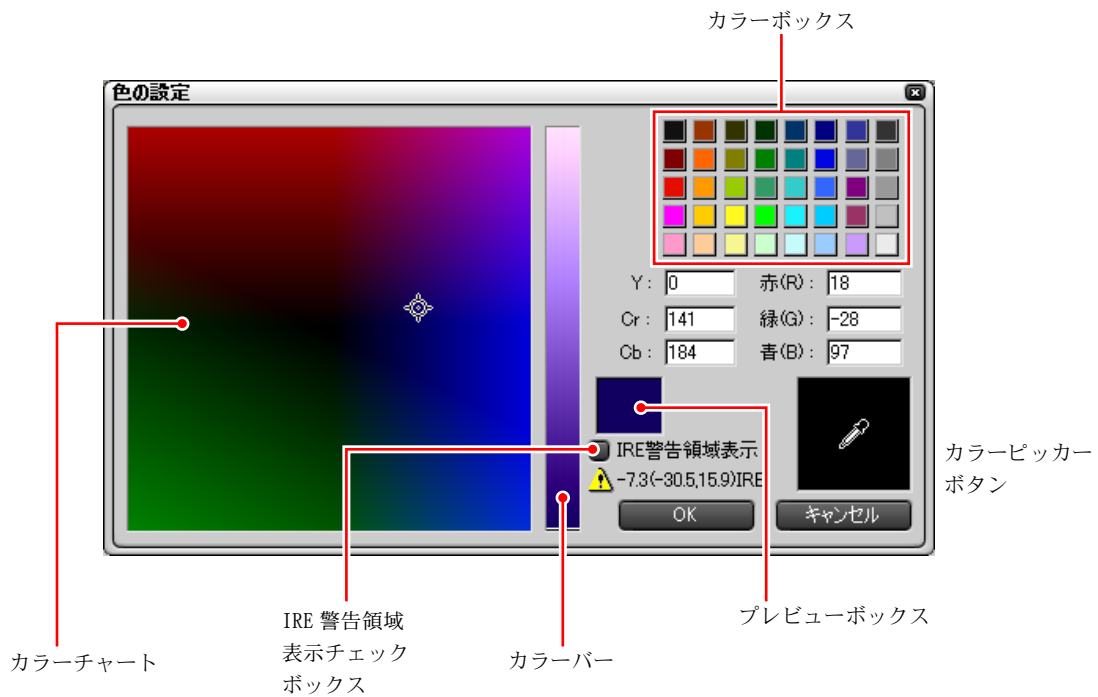 カラーボックス
色の設定
Y : 0 赤(R) : 18
Cr : 141 緑(G) : -28
Cb : 184 青(B) : 97
IRE警告領域表示
-7.3(-30.5,15.9)IRE
OK キャンセル
カラーピッカー
ボタン
プレビューボックス
IRE 警告領域
表示チェック
ボックス
カラーバー
カラーチャート